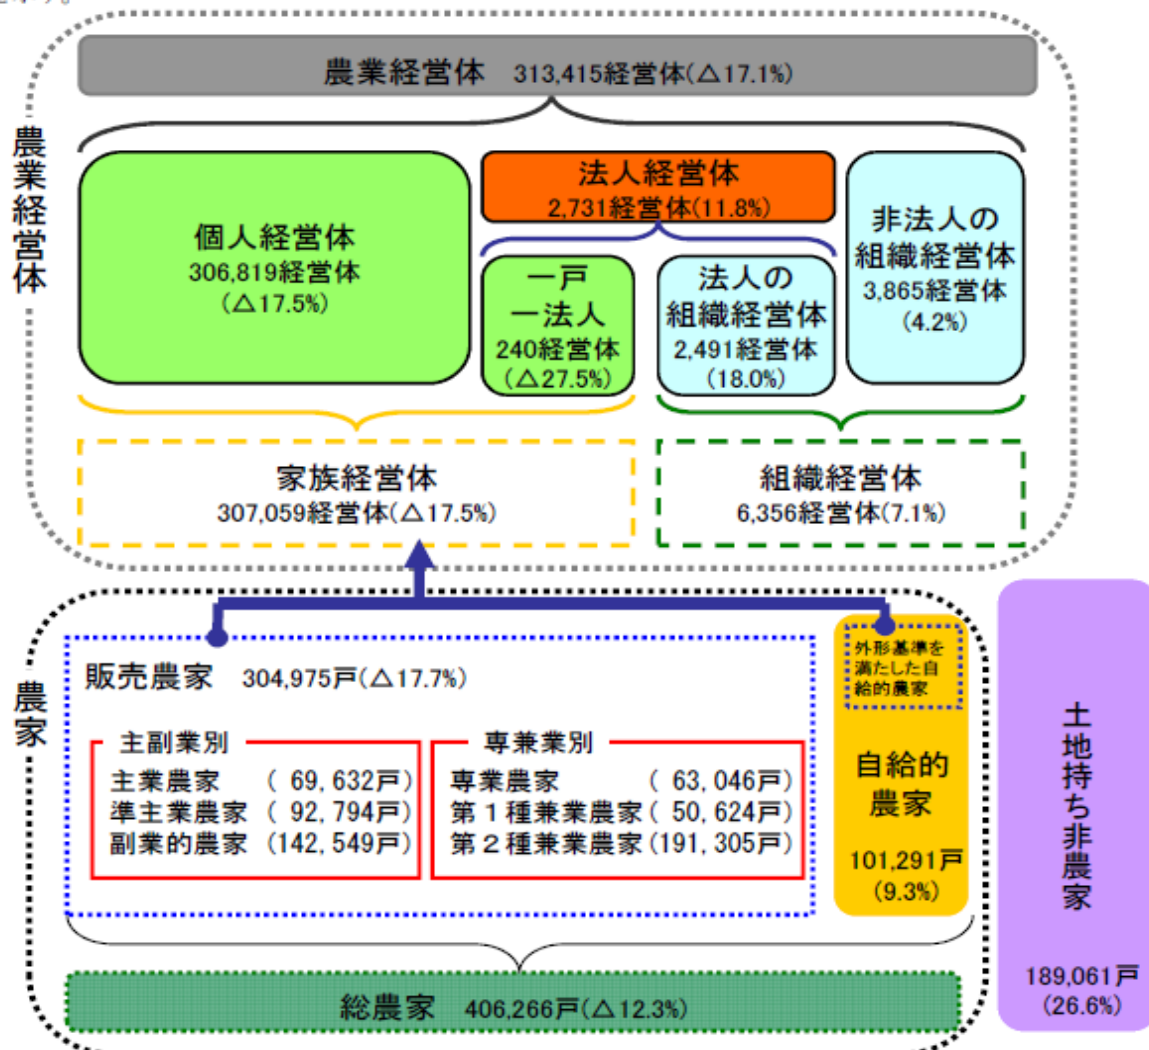 農業経営体 313,415経営体(△17.1%)
農業経営体
個人経営体
306,819経営体
(△17.5%)
法人経営体
2,731経営体(11.8%)
一戸
一法人
240経営体
(△27.5%)
法人の
組織経営体
2,491経営体
(18.0%)
非法人の
組織経営体
3,865経営体
(4.2%)
家族経営体
307,059経営体(△17.5%)
組織経営体
6,356経営体(7.1%)
農家
販売農家 304,975戸(△17.7%)
主副業別
主業農家 ( 69,632戸)
準主業農家 ( 92,794戸)
副業的農家 (142,549戸)
専兼業別
専業農家 ( 63,046戸)
第1種兼業農家( 50,624戸)
第2種兼業農家(191,305戸)
外形基準を
満たした自
給的農家
自給的
農家
101,291戸
(9.3%)
土地持ち非農家
189,061戸
(26.6%)
総農家 406,266戸(△12.3%)